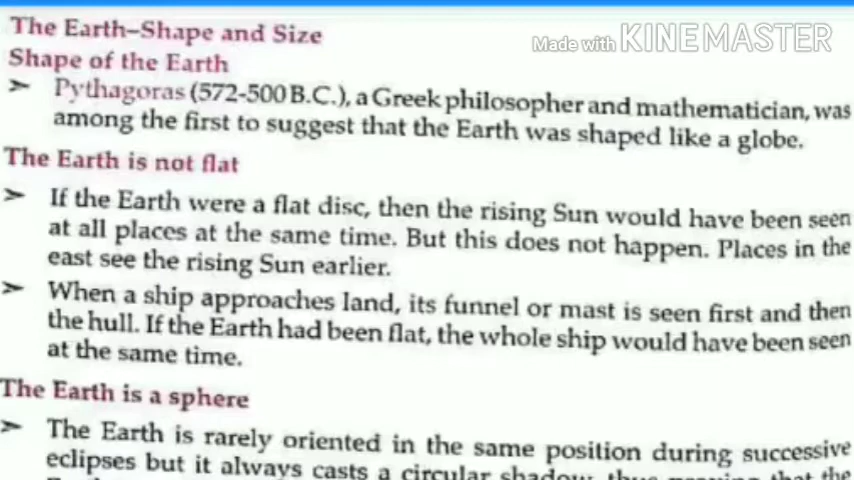 The Earth–Shape and Size
Made with KINEMASTER
Shape of the Earth
➤ Pythagoras (572-500 B.C.), a Greek philosopher and mathematician, was
among the first to suggest that the Earth was shaped like a globe.
The Earth is not flat
➤ If the Earth were a flat disc, then the rising Sun would have been seen
at all places at the same time. But this does not happen. Places in the
east see the rising Sun earlier.
➤ When a ship approaches land, its funnel or mast is seen first and then
the hull. If the Earth had been flat, the whole ship would have been seen
at the same time.
The Earth is a sphere
➤ The Earth is rarely oriented in the same position during successive
eclipses but it always casts a circular shadow, thus proving that the